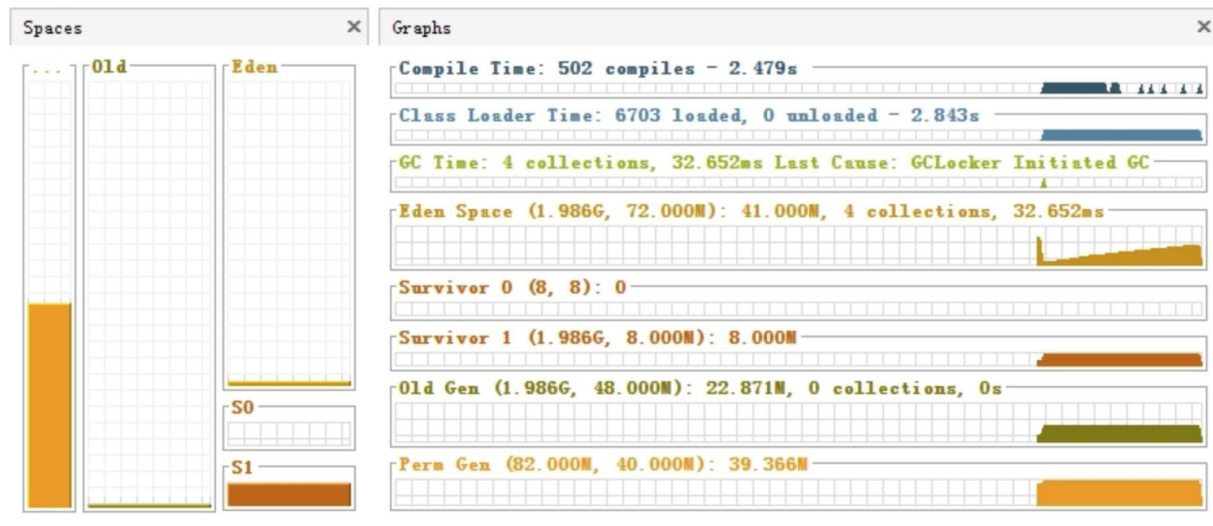 Spaces
...
Old
Eden
S0
S1
Graphs
Compile Time: 502 compiles - 2.479s
Class Loader Time: 6703 loaded, 0 unloaded - 2.843s
GC Time: 4 collections, 32.652ms Last Cause: GCLocker Initiated GC
Eden Space (1.986G, 72.000M): 41.000M, 4 collections, 32.652ms
Survivor 0 (8, 8): 0
Survivor 1 (1.986G, 8.000M): 8.000M
Old Gen (1.986G, 48.000M): 22.871M, 0 collections, 0s
Perm Gen (82.000M, 40.000M): 39.366M